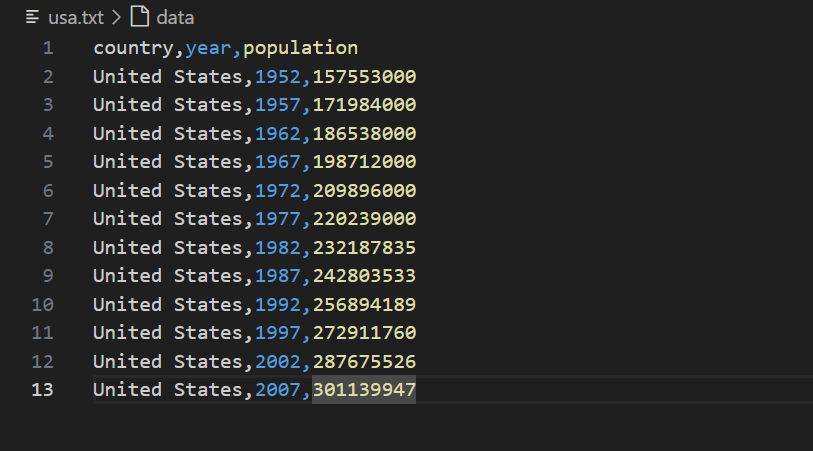 usa.txt > data
1 country,year,population
2 United States,1952,157553000
3 United States,1957,171984000
4 United States,1962,186538000
5 United States,1967,198712000
6 United States,1972,209896000
7 United States,1977,220239000
8 United States,1982,232187835
9 United States,1987,242803533
10 United States,1992,256894189
11 United States,1997,272911760
12 United States,2002,287675526
13 United States,2007,301139947